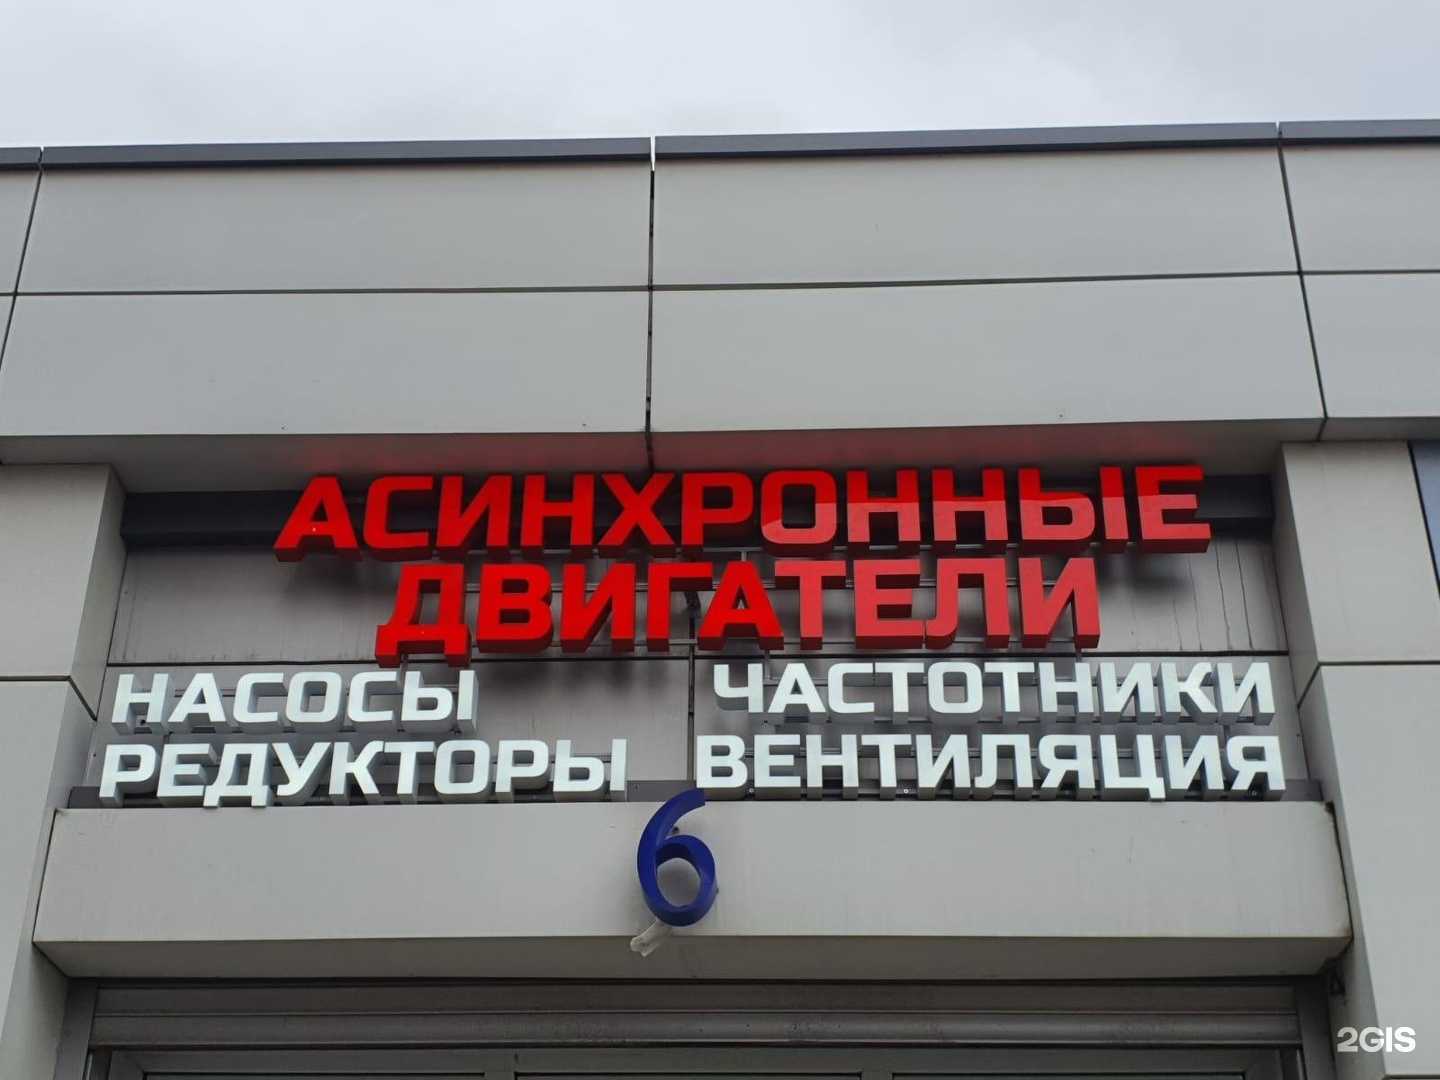 АСИНХРОННЫЕ
ДВИГАТЕЛИ
НАСОСЫ ЧАСТОТНИКИ
РЕДУКТОРЫ ВЕНТИЛЯЦИЯ
6
2GIS